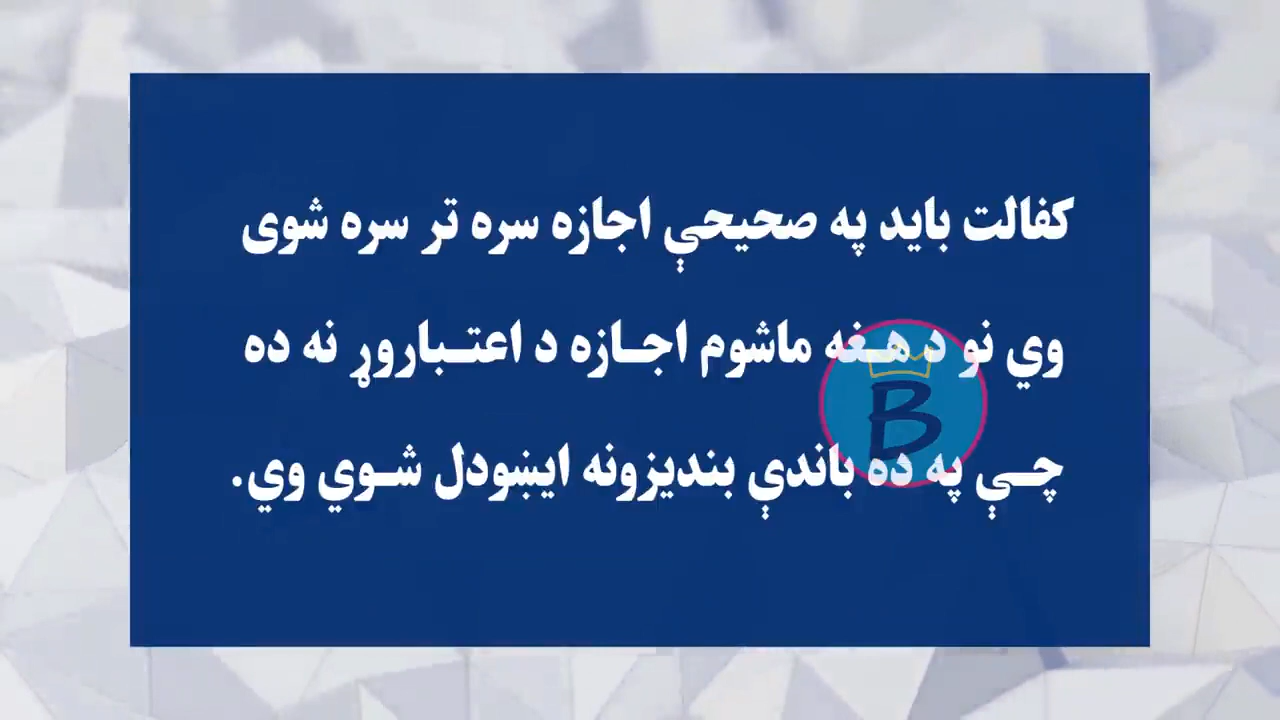 کفالت باید په صحیحې اجازه سره تر سره شوی
وي نو د هغه ماشوم اجازه د اعتباروړ نه ده
چې په ده باندې بندیزونه ایښودل شوي وي.
B